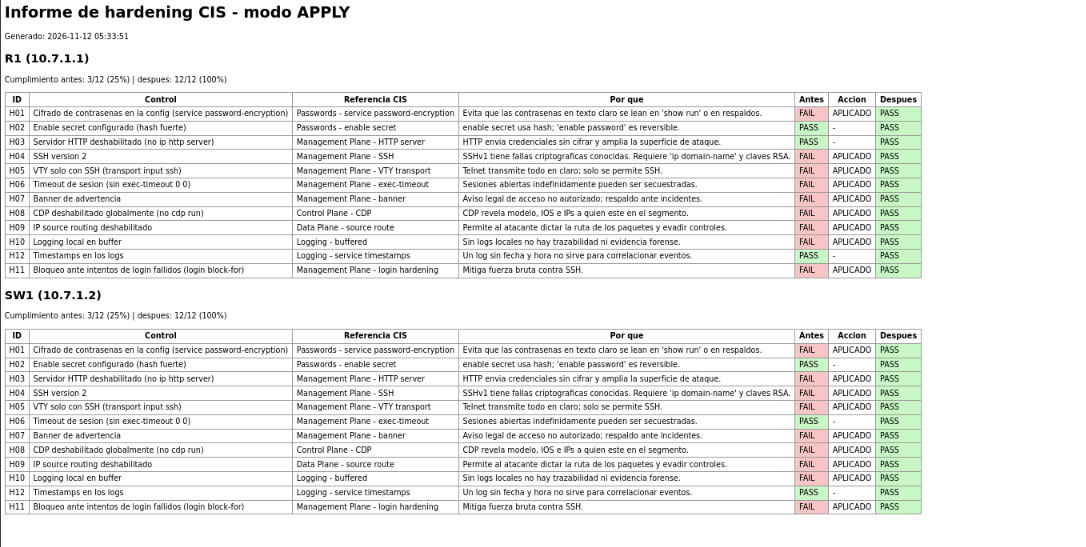 Informe de hardening CIS - modo APPLY
Generado: 2026-11-12 05:33:51
R1 (10.7.1.1)
Cumplimiento antes: 3/12 (25%) | despues: 12/12 (100%)
ID Control Referencia CIS Por que Antes Accion Despues
H01 Cifrado de contrasenas en la config (service password-encryption) Passwords - service password-encryption Evita que las contrasenas en texto claro se lean en 'show run' o en respaldos. FAIL APLICADO PASS
H02 Enable secret configurado (hash fuerte) Passwords - enable secret enable secret usa hash; 'enable password' es reversible. PASS - PASS
H03 Servidor HTTP deshabilitado (no ip http server) Management Plane - HTTP server HTTP envia credenciales sin cifrar y amplia la superficie de ataque. PASS - PASS
H04 SSH version 2 Management Plane - SSH SSHv1 tiene fallas criptograficas conocidas. Requiere 'ip domain-name' y claves RSA. FAIL APLICADO PASS
H05 VTY solo con SSH (transport input ssh) Management Plane - VTY transport Telnet transmite todo en claro; solo se permite SSH. FAIL APLICADO PASS
H06 Timeout de sesion (sin exec-timeout 0 0) Management Plane - exec-timeout Sesiones abiertas indefinidamente pueden ser secuestradas. FAIL APLICADO PASS
H07 Banner de advertencia Management Plane - banner Aviso legal de acceso no autorizado; respaldo ante incidentes. FAIL APLICADO PASS
H08 CDP deshabilitado globalmente (no cdp run) Control Plane - CDP CDP revela modelo, IOS e IPs a quien este en el segmento. FAIL APLICADO PASS
H09 IP source routing deshabilitado Data Plane - source route Permite al atacante dictar la ruta de los paquetes y evadir controles. FAIL APLICADO PASS
H10 Logging local en buffer Logging - buffered Sin logs locales no hay trazabilidad ni evidencia forense. FAIL APLICADO PASS
H12 Timestamps en los logs Logging - service timestamps Un log sin fecha y hora no sirve para correlacionar eventos. PASS - PASS
H11 Bloqueo ante intentos de login fallidos (login block-for) Management Plane - login hardening Mitiga fuerza bruta contra SSH. FAIL APLICADO PASS
SW1 (10.7.1.2)
Cumplimiento antes: 3/12 (25%) | despues: 12/12 (100%)
ID Control Referencia CIS Por que Antes Accion Despues
H01 Cifrado de contrasenas en la config (service password-encryption) Passwords - service password-encryption Evita que las contrasenas en texto claro se lean en 'show run' o en respaldos. FAIL APLICADO PASS
H02 Enable secret configurado (hash fuerte) Passwords - enable secret enable secret usa hash; 'enable password' es reversible. PASS - PASS
H03 Servidor HTTP deshabilitado (no ip http server) Management Plane - HTTP server HTTP envia credenciales sin cifrar y amplia la superficie de ataque. FAIL APLICADO PASS
H04 SSH version 2 Management Plane - SSH SSHv1 tiene fallas criptograficas conocidas. Requiere 'ip domain-name' y claves RSA. FAIL APLICADO PASS
H05 VTY solo con SSH (transport input ssh) Management Plane - VTY transport Telnet transmite todo en claro; solo se permite SSH. FAIL APLICADO PASS
H06 Timeout de sesion (sin exec-timeout 0 0) Management Plane - exec-timeout Sesiones abiertas indefinidamente pueden ser secuestradas. PASS - PASS
H07 Banner de advertencia Management Plane - banner Aviso legal de acceso no autorizado; respaldo ante incidentes. FAIL APLICADO PASS
H08 CDP deshabilitado globalmente (no cdp run) Control Plane - CDP CDP revela modelo, IOS e IPs a quien este en el segmento. FAIL APLICADO PASS
H09 IP source routing deshabilitado Data Plane - source route Permite al atacante dictar la ruta de los paquetes y evadir controles. FAIL APLICADO PASS
H10 Logging local en buffer Logging - buffered Sin logs locales no hay trazabilidad ni evidencia forense. FAIL APLICADO PASS
H12 Timestamps en los logs Logging - service timestamps Un log sin fecha y hora no sirve para correlacionar eventos. PASS - PASS
H11 Bloqueo ante intentos de login fallidos (login block-for) Management Plane - login hardening Mitiga fuerza bruta contra SSH. FAIL APLICADO PASS